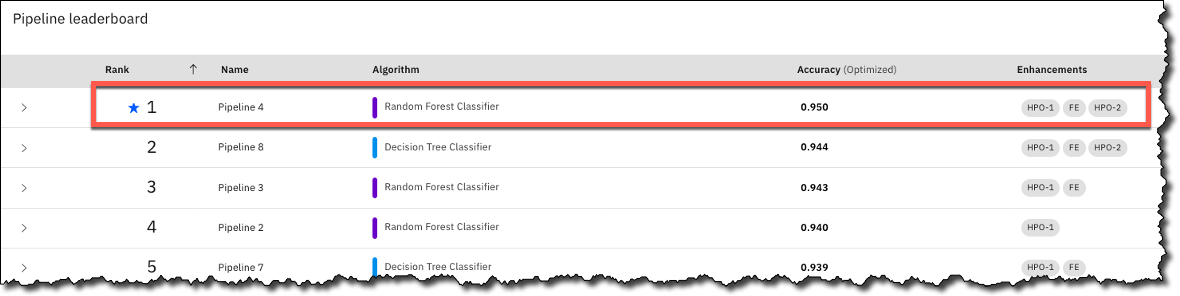 Pipeline leaderboard
Rank ↑ Name Algorithm Accuracy (Optimized) Enhancements
★ 1 Pipeline 4 Random Forest Classifier 0.950 HPO-1 FE HPO-2
2 Pipeline 8 Decision Tree Classifier 0.944 HPO-1 FE HPO-2
3 Pipeline 3 Random Forest Classifier 0.943 HPO-1 FE
4 Pipeline 2 Random Forest Classifier 0.940 HPO-1
5 Pipeline 7 Decision Tree Classifier 0.939 HPO-1 FE